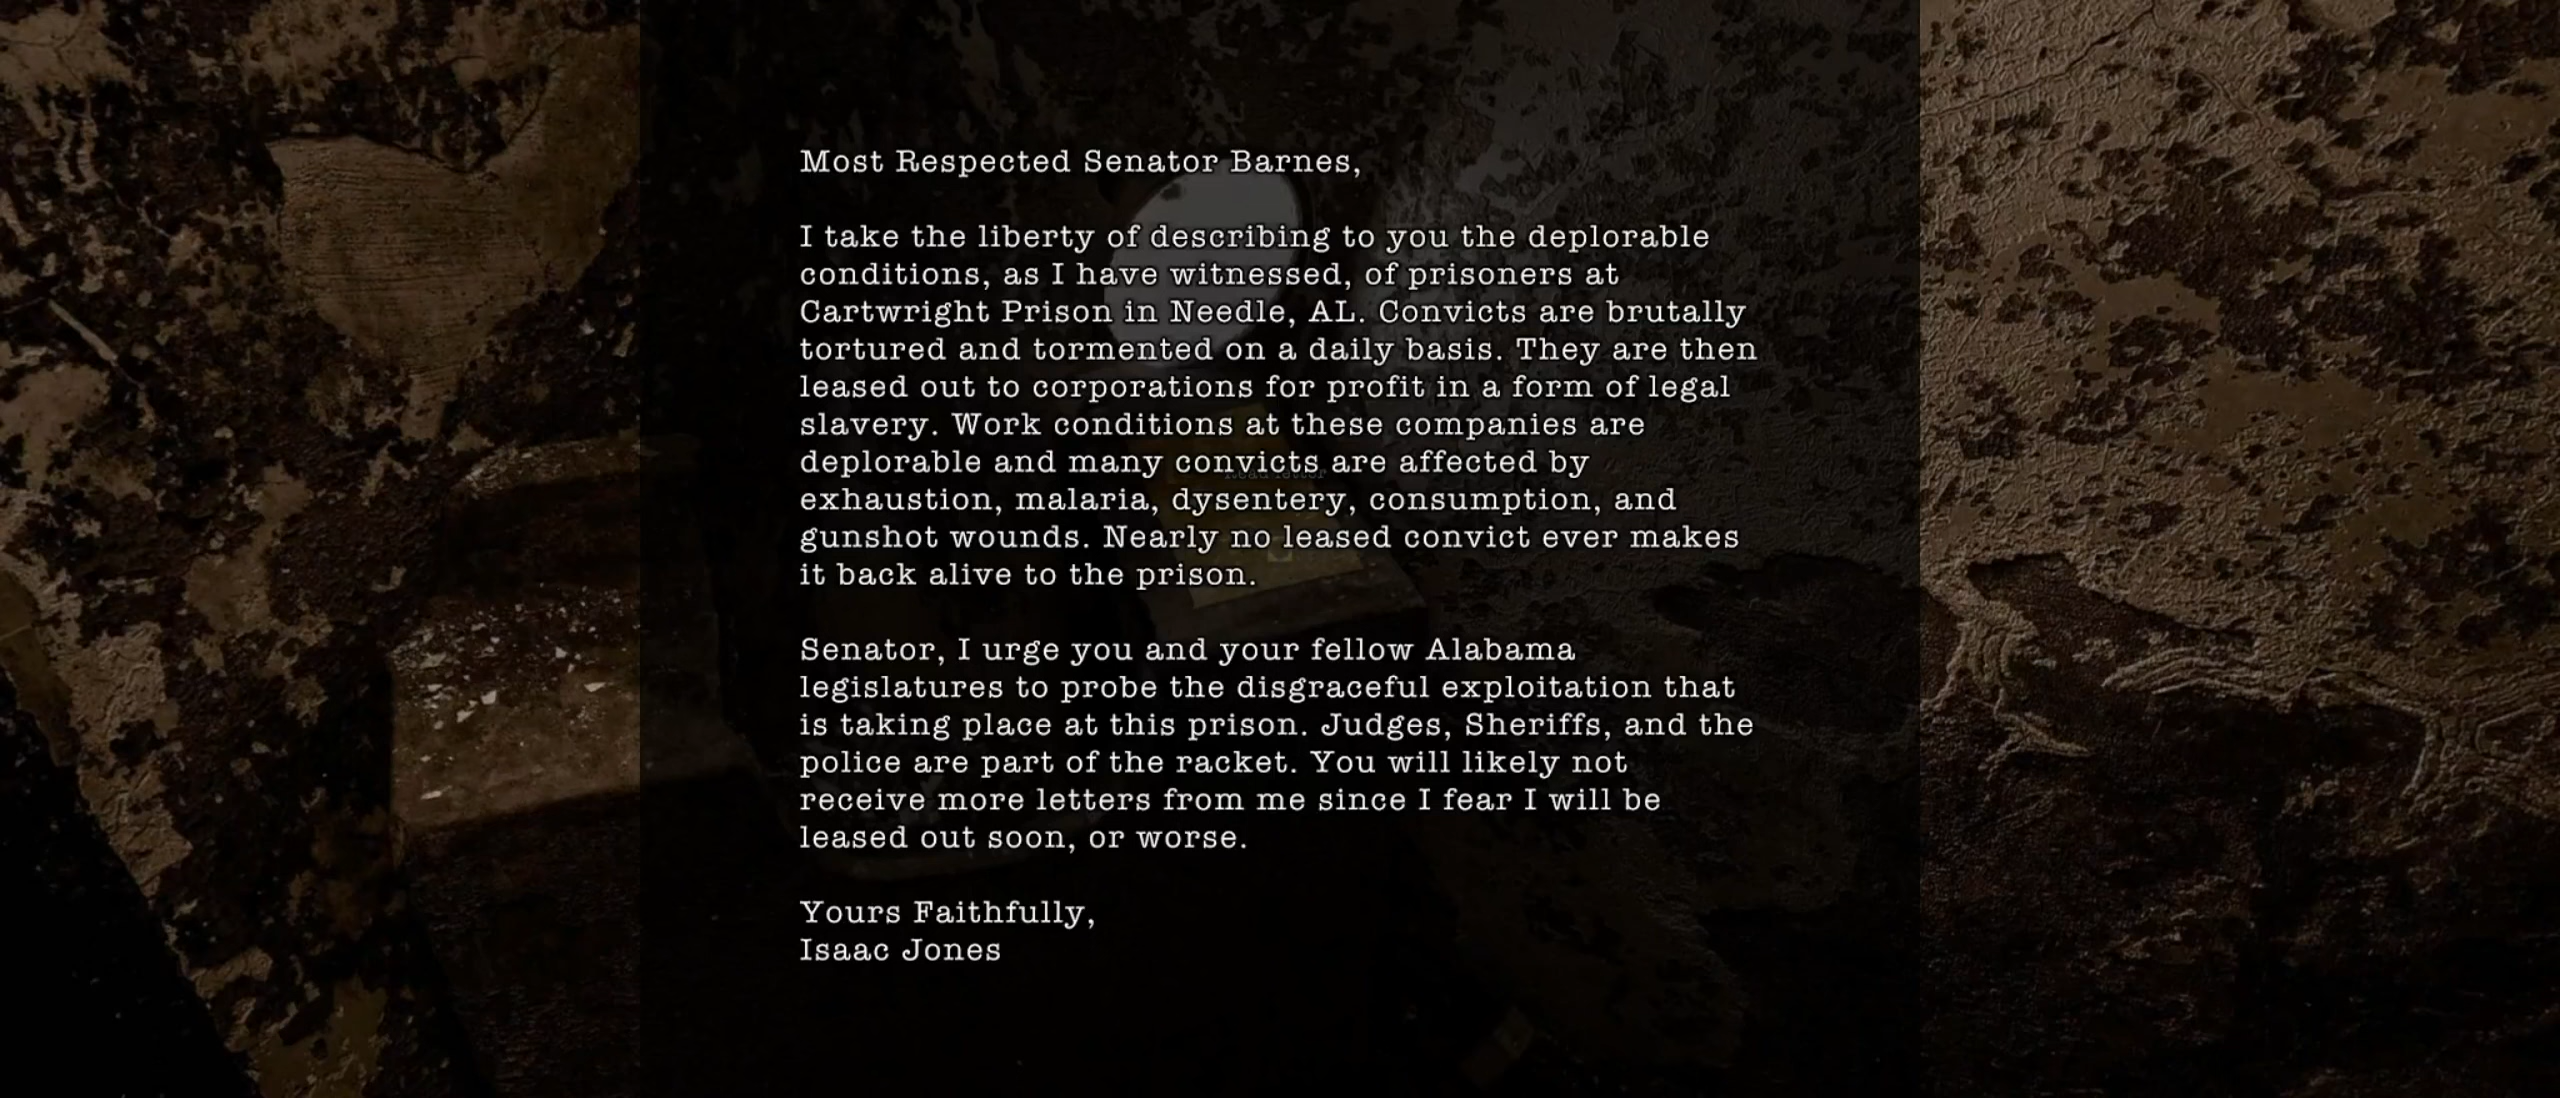 Most Respected Senator Barnes,
I take the liberty of describing to you the deplorable
conditions, as I have witnessed, of prisoners at
Cartwright Prison in Needle, AL. Convicts are brutally
tortured and tormented on a daily basis. They are then
leased out to corporations for profit in a form of legal
slavery. Work conditions at these companies are
deplorable and many convicts are affected by
exhaustion, malaria, dysentery, consumption, and
gunshot wounds. Nearly no leased convict ever makes
it back alive to the prison.
Senator, I urge you and your fellow Alabama
legislatures to probe the disgraceful exploitation that
is taking place at this prison. Judges, Sheriffs, and the
police are part of the racket. You will likely not
receive more letters from me since I fear I will be
leased out soon, or worse.
Yours Faithfully,
Isaac Jones